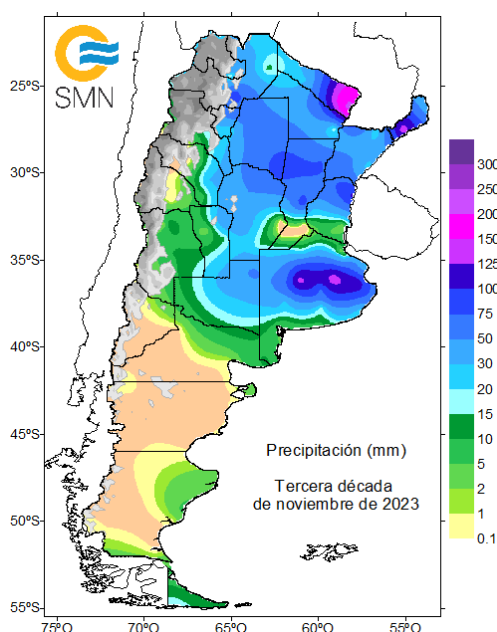 SMN
25ºS
30ºS
35ºS
40ºS
45ºS
50ºS
55ºS
75ºO
70ºO
65ºO
60ºO
55ºO
Precipitación (mm)
Tercera década
de noviembre de 2023
300
250
200
150
125
100
75
50
30
20
15
10
5
2
1
0.1